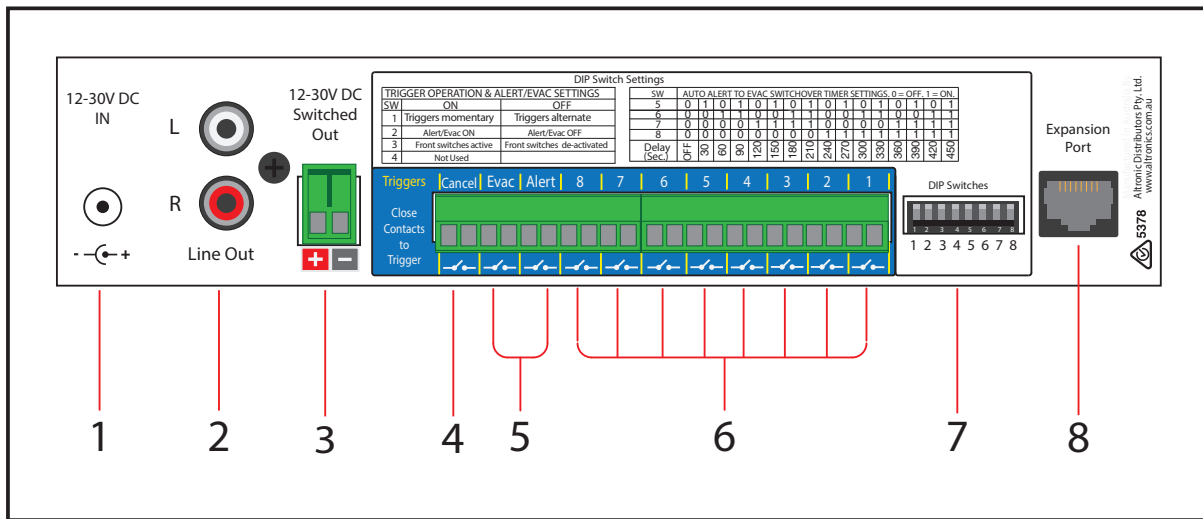 12-30V DC
IN
L
R
Line Out
12-30V DC
Switched
Out
DIP Switch Settings
TRIGGER OPERATION & ALERT/EVAC SETTINGS
SW ON OFF
1 Triggers momentary Triggers alternate
2 Alert/Evac ON Alert/Evac OFF
3 Front switches active Front switches de-activated
4 Not Used
SW AUTO ALERT TO EVAC SWITCHOVER TIMER SETTINGS. 0 = OFF, 1 = ON.
5 0 1 0 1 0 1 0 1 0 1 0 1 0 1 0 1
6 0 0 1 1 0 0 1 1 0 0 1 1 0 0 1 1
7 0 0 0 0 1 1 1 1 0 0 0 0 1 1 1 1
8 0 0 0 0 0 0 0 0 1 1 1 1 1 1 1 1
Delay (Sec.) OFF 30 60 90 120 150 180 210 240 270 300 330 360 390 420 450
Triggers Cancel Evac Alert 8 7 6 5 4 3 2 1
Close
Contacts
to
Trigger
DIP Switches
1 2 3 4 5 6 7 8
1 2 3 4 5 6 7 8
Expansion
Port
5378
Altronic Distributors Pty. Ltd.
www.altronics.com.au
- +
+ -
1 2 3 4 5 6 7 8